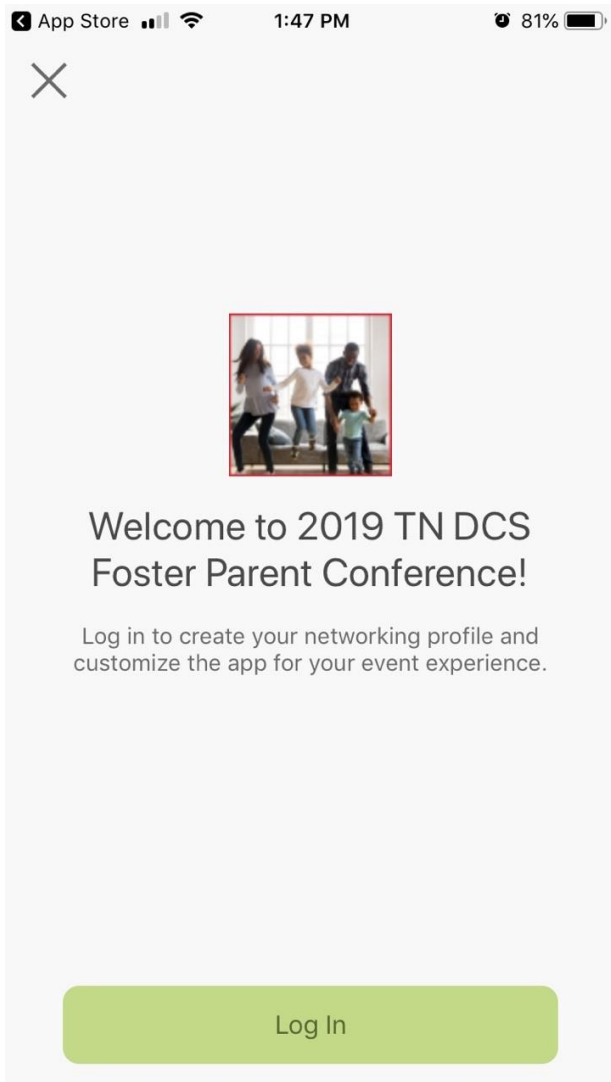 App Store 1:47 PM 81%
Welcome to 2019 TN DCS
Foster Parent Conference!
Log in to create your networking profile and
customize the app for your event experience.
Log In